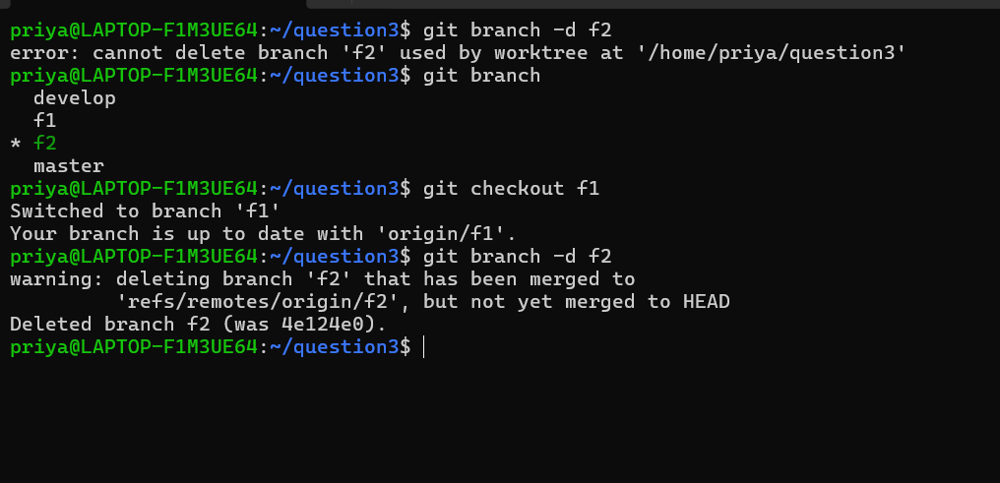 priya@LAPTOP-F1M3UE64:~/question3$ git branch -d f2
error: cannot delete branch 'f2' used by worktree at '/home/priya/question3'
priya@LAPTOP-F1M3UE64:~/question3$ git branch
  develop
  f1
* f2
  master
priya@LAPTOP-F1M3UE64:~/question3$ git checkout f1
Switched to branch 'f1'
Your branch is up to date with 'origin/f1'.
priya@LAPTOP-F1M3UE64:~/question3$ git branch -d f2
warning: deleting branch 'f2' that has been merged to
         'refs/remotes/origin/f2', but not yet merged to HEAD
Deleted branch f2 (was 4e124e0).
priya@LAPTOP-F1M3UE64:~/question3$